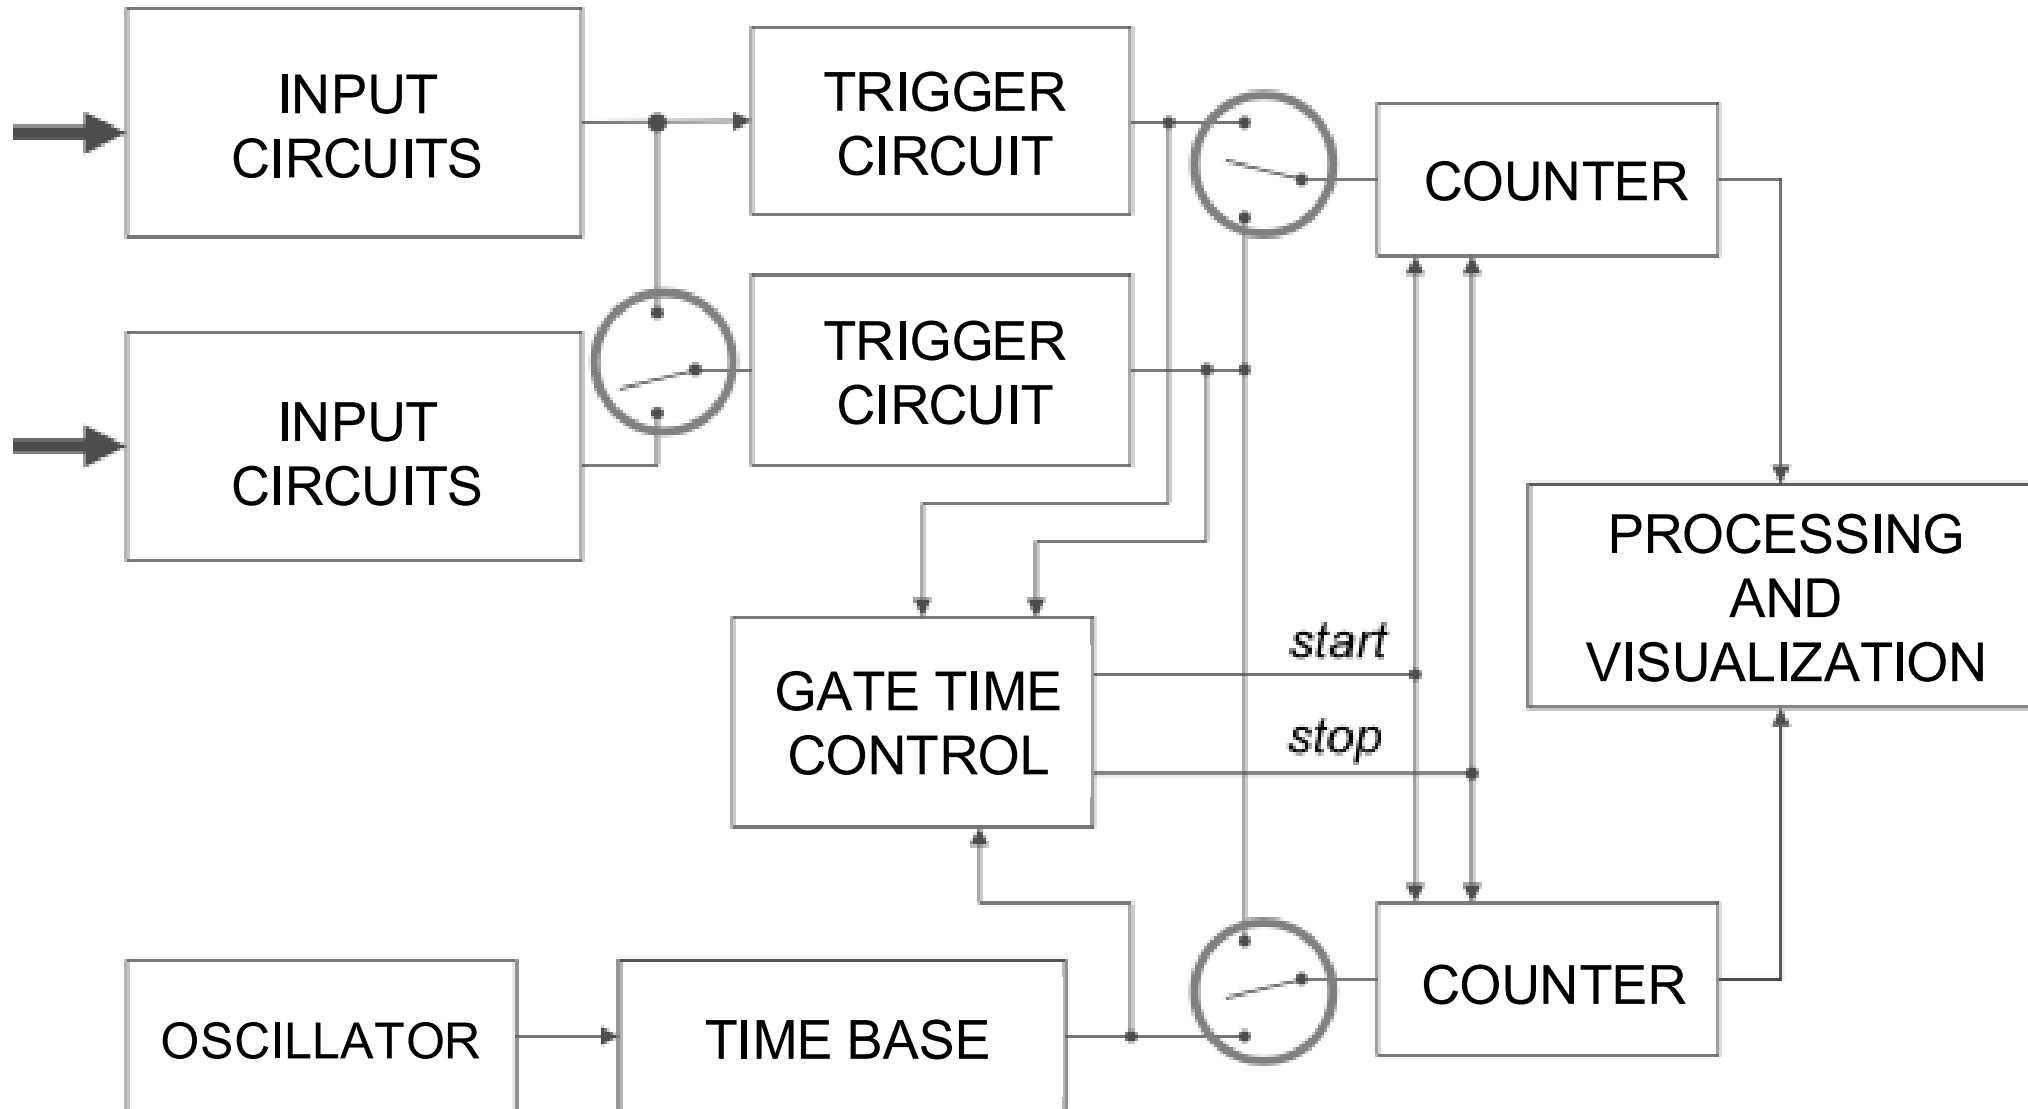 INPUT
CIRCUITS
TRIGGER
CIRCUIT
COUNTER
INPUT
CIRCUITS
TRIGGER
CIRCUIT
PROCESSING
AND
VISUALIZATION
GATE TIME
CONTROL
start
stop
OSCILLATOR
TIME BASE
COUNTER